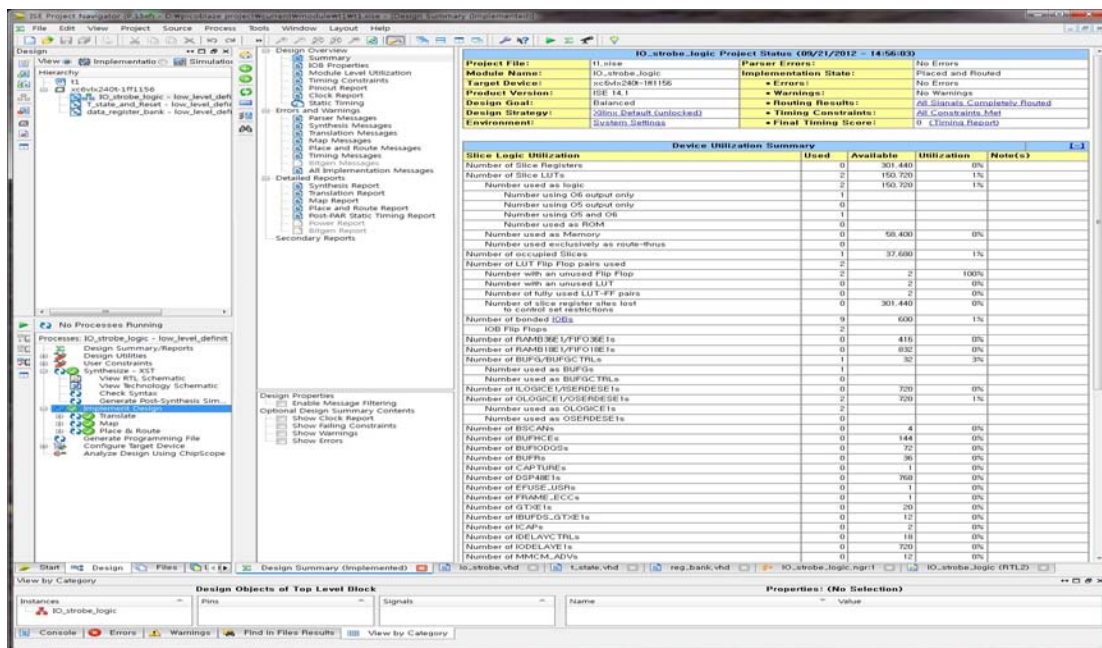 ISE Project Navigator
File Edit View Project Source Process Tools Window Layout Help
Design
View: Implementation Simulation
Hierarchy
t1
xc6vlx240t-1ff1156
IO_strobe_logic - low_level_defi
T_state_and_Reset - low_level_defi
data_register_bank - low_level_defi
No Processes Running
Processes: IO_strobe_logic - low_level_definit
Design Summary/Reports
Design Utilities
User Constraints
Synthesize - XST
View RTL Schematic
View Technology Schematic
Check Syntax
Generate Post-Synthesis Sim...
Implement Design
Translate
Map
Place & Route
Generate Programming File
Configure Target Device
Analyze Design Using ChipScope
Design Overview
Summary
IOB Properties
Module Level Utilization
Timing Constraints
Pinout Report
Clock Report
Static Timing
Errors and Warnings
Parser Messages
Synthesis Messages
Translation Messages
Map Messages
Place and Route Messages
Timing Messages
Bitgen Messages
All Implementation Messages
Detailed Reports
Synthesis Report
Translation Report
Map Report
Place and Route Report
Post-PAR Static Timing Report
Power Report
Bitgen Report
Secondary Reports
Design Properties
Enable Message Filtering
Optional Design Summary Contents
Show Clock Report
Show Failing Constraints
Show Warnings
Show Errors
IO_strobe_logic Project Status (09/21/2012 - 14:56:03)
Project File: t1.xise Parser Errors: No Errors
Module Name: IO_strobe_logic Implementation State: Placed and Routed
Target Device: xc6vlx240t-1ff1156 • Errors: No Errors
Product Version: ISE 14.1 • Warnings: No Warnings
Design Goal: Balanced • Routing Results: All Signals Completely Routed
Design Strategy: Xilinx Default (unlocked) • Timing Constraints: All Constraints Met
Environment: System Settings • Final Timing Score: 0 (Timing Report)
Device Utilization Summary [-]
Slice Logic Utilization Used Available Utilization Note(s)
Number of Slice Registers 0 301,440 0%
Number of Slice LUTs 2 150,720 1%
Number used as logic 2 150,720 1%
Number using O6 output only 1
Number using O5 output only 0
Number using O5 and O6 1
Number used as ROM 0
Number used as Memory 0 58,400 0%
Number used exclusively as route-thrus 0
Number of occupied Slices 1 37,680 1%
Number of LUT Flip Flop pairs used 2
Number with an unused Flip Flop 2 2 100%
Number with an unused LUT 0 2 0%
Number of fully used LUT-FF pairs 0 2 0%
Number of slice register sites lost to control set restrictions 0 301,440 0%
Number of bonded IOBs 9 600 1%
IOB Flip Flops 2
Number of RAMB36E1/FIFO36E1s 0 416 0%
Number of RAMB18E1/FIFO18E1s 0 832 0%
Number of BUFG/BUFGCTRLs 1 32 3%
Number used as BUFGs 1
Number used as BUFGCTRLs 0
Number of ILOGICE1/ISERDESE1s 0 720 0%
Number of OLOGICE1/OSERDESE1s 2 720 1%
Number used as OLOGICE1s 2
Number used as OSERDESE1s 0
Number of BSCANs 0 4 0%
Number of BUFHCEs 0 144 0%
Number of BUFIODQSs 0 72 0%
Number of BUFRs 0 36 0%
Number of CAPTUREs 0 1 0%
Number of DSP48E1s 0 768 0%
Number of EFUSE_USRs 0 1 0%
Number of FRAME_ECCs 0 1 0%
Number of GTXE1s 0 20 0%
Number of IBUFDS_GTXE1s 0 12 0%
Number of ICAPs 0 2 0%
Number of IDELAYCTRLs 0 18 0%
Number of IODELAYE1s 0 720 0%
Number of MMCM_ADVs 0 12 0%
Start Design Files
Design Summary (Implemented) io_strobe.vhd t_state.vhd reg_bank.vhd IO_strobe_logic.ngr:1 IO_strobe_logic (RTL2)
View by Category
Design Objects of Top Level Block Properties: (No Selection)
Instances Pins Signals Name Value
IO_strobe_logic
Console Errors Warnings Find in Files Results View by Category